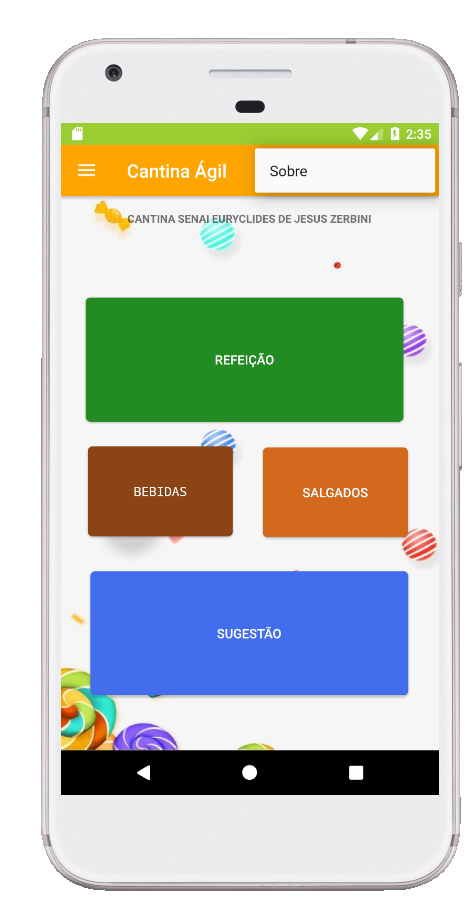 2:35
Cantina Ágil
Sobre
CANTINA SENAI EURYCLIDES DE JESUS ZERBINI
REFEIÇÃO
BEBIDAS
SALGADOS
SUGESTÃO